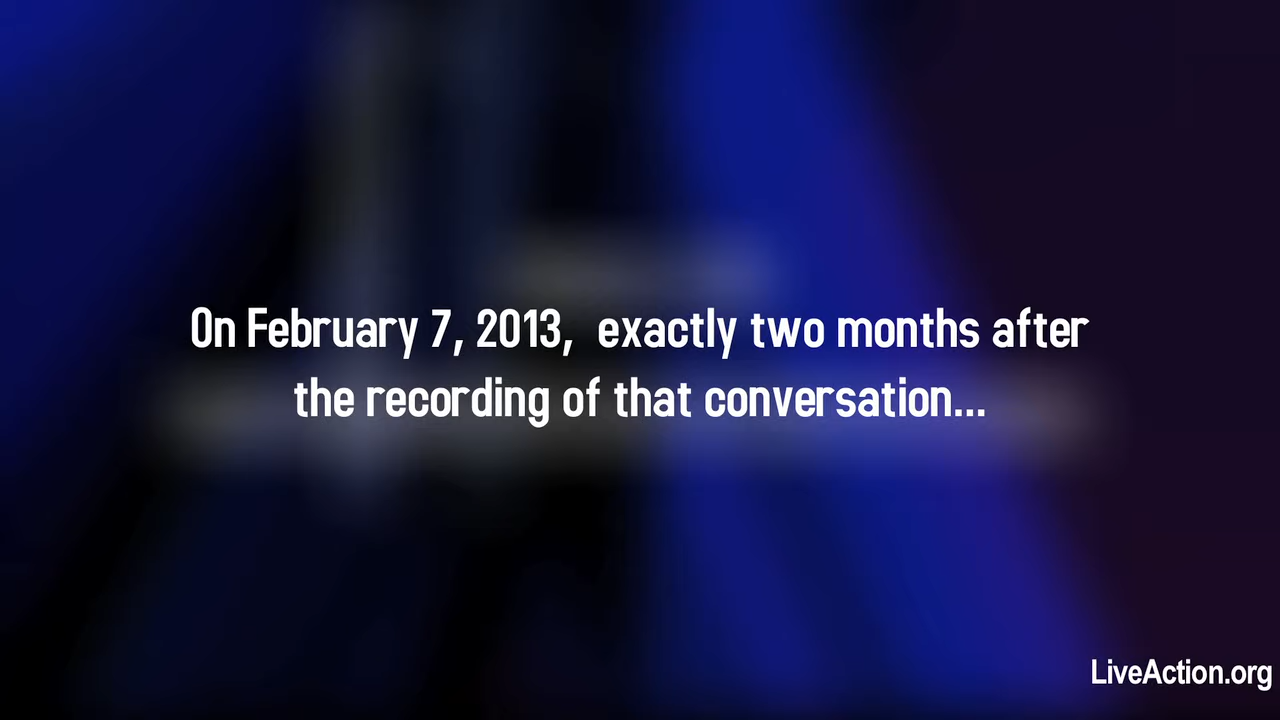 On February 7, 2013, exactly two months after
the recording of that conversation...
LiveAction.org